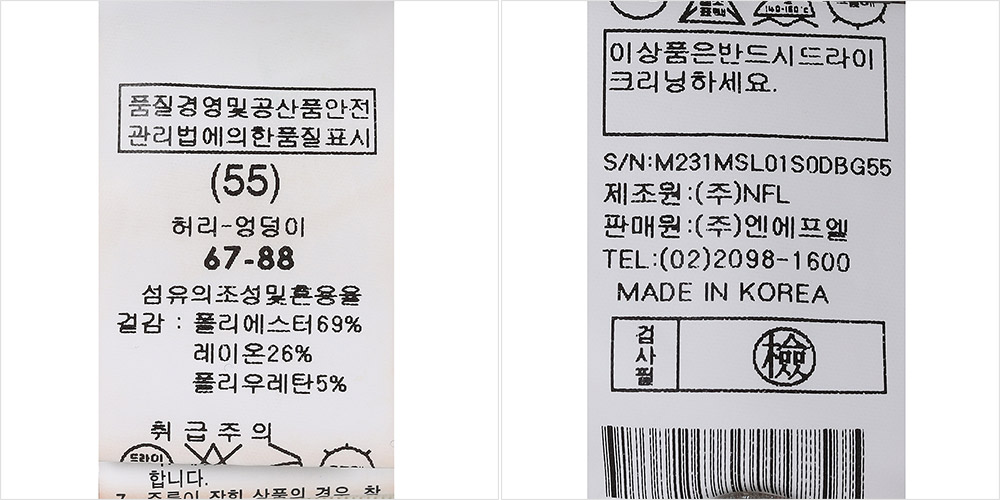 품질경영및공산품안전
관리법에의한품질표시
(55)
허리-엉덩이
67-88
섬유의조성및혼용율
겉감 : 폴리에스터69%
레이온26%
폴리우레탄5%
취급주의
드라이
합니다.
140-160˚C
이상품은반드시드라이
크리닝하세요.
S/N:M231MSL01S0DBG55
제조원:(주)NFL
판매원:(주)엔에프엘
TEL:(02)2098-1600
MADE IN KOREA
검사필
檢